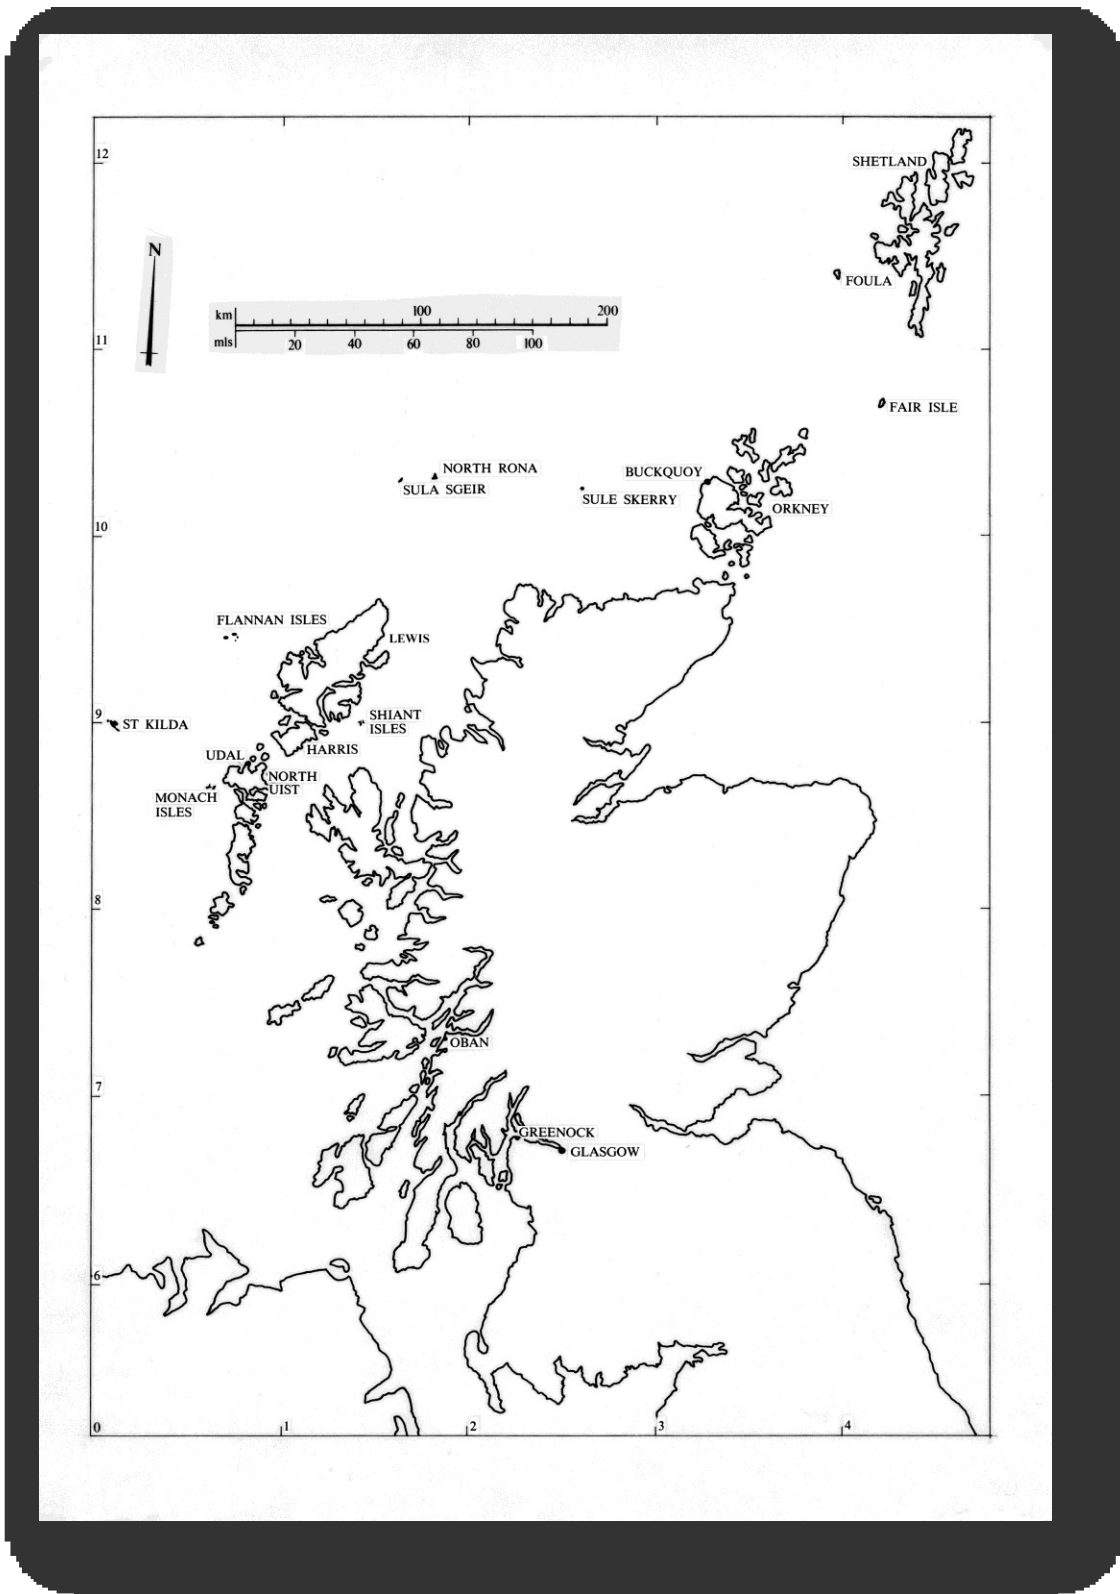 12
SHETLAND
N
FOULA
km 100 200
mls 20 40 60 80 100
11
FAIR ISLE
NORTH RONA
BUCKQUOY
SULA SGEIR
SULE SKERRY
ORKNEY
10
FLANNAN ISLES
LEWIS
9
ST KILDA
SHIANT
ISLES
HARRIS
UDAL
NORTH
UIST
MONACH
ISLES
8
OBAN
7
GREENOCK
GLASGOW
6
0 1 2 3 4